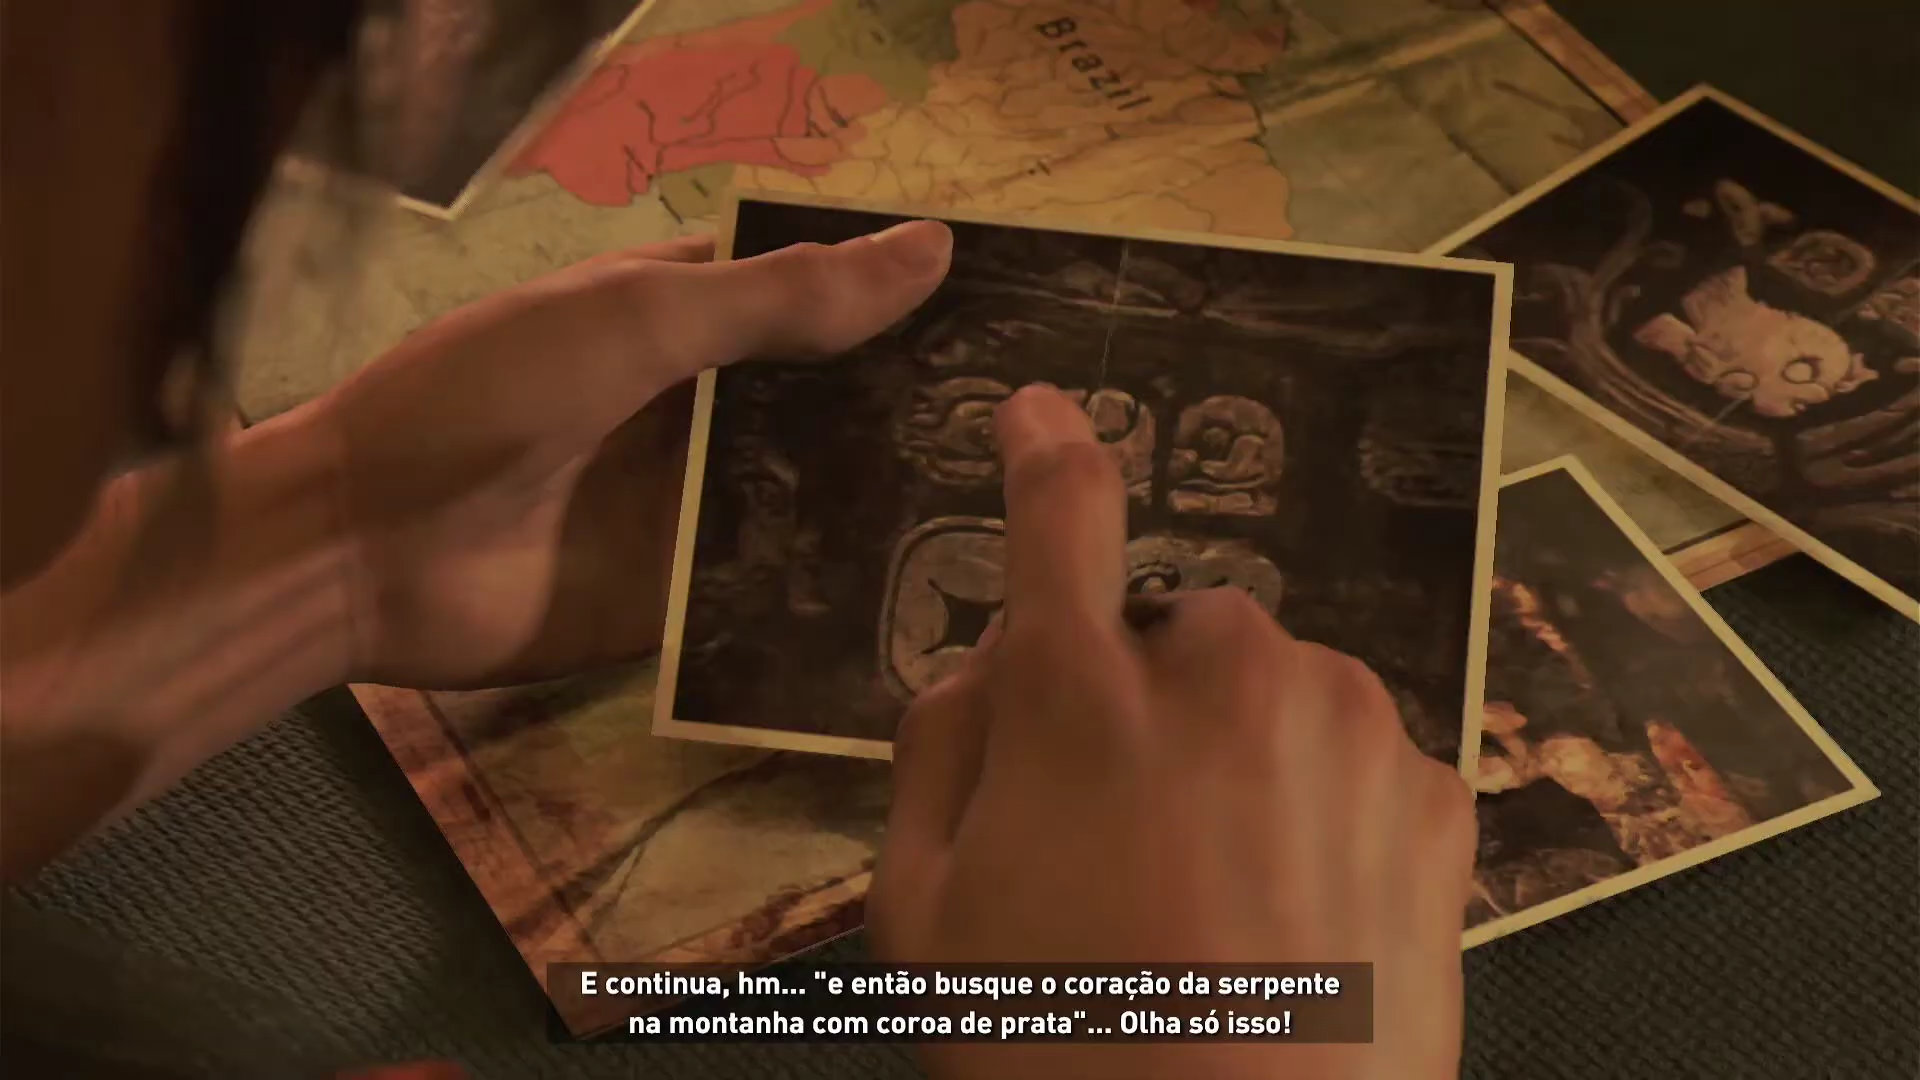 Brazil
E continua, hm... "e então busque o coração da serpente
na montanha com coroa de prata"... Olha só isso!